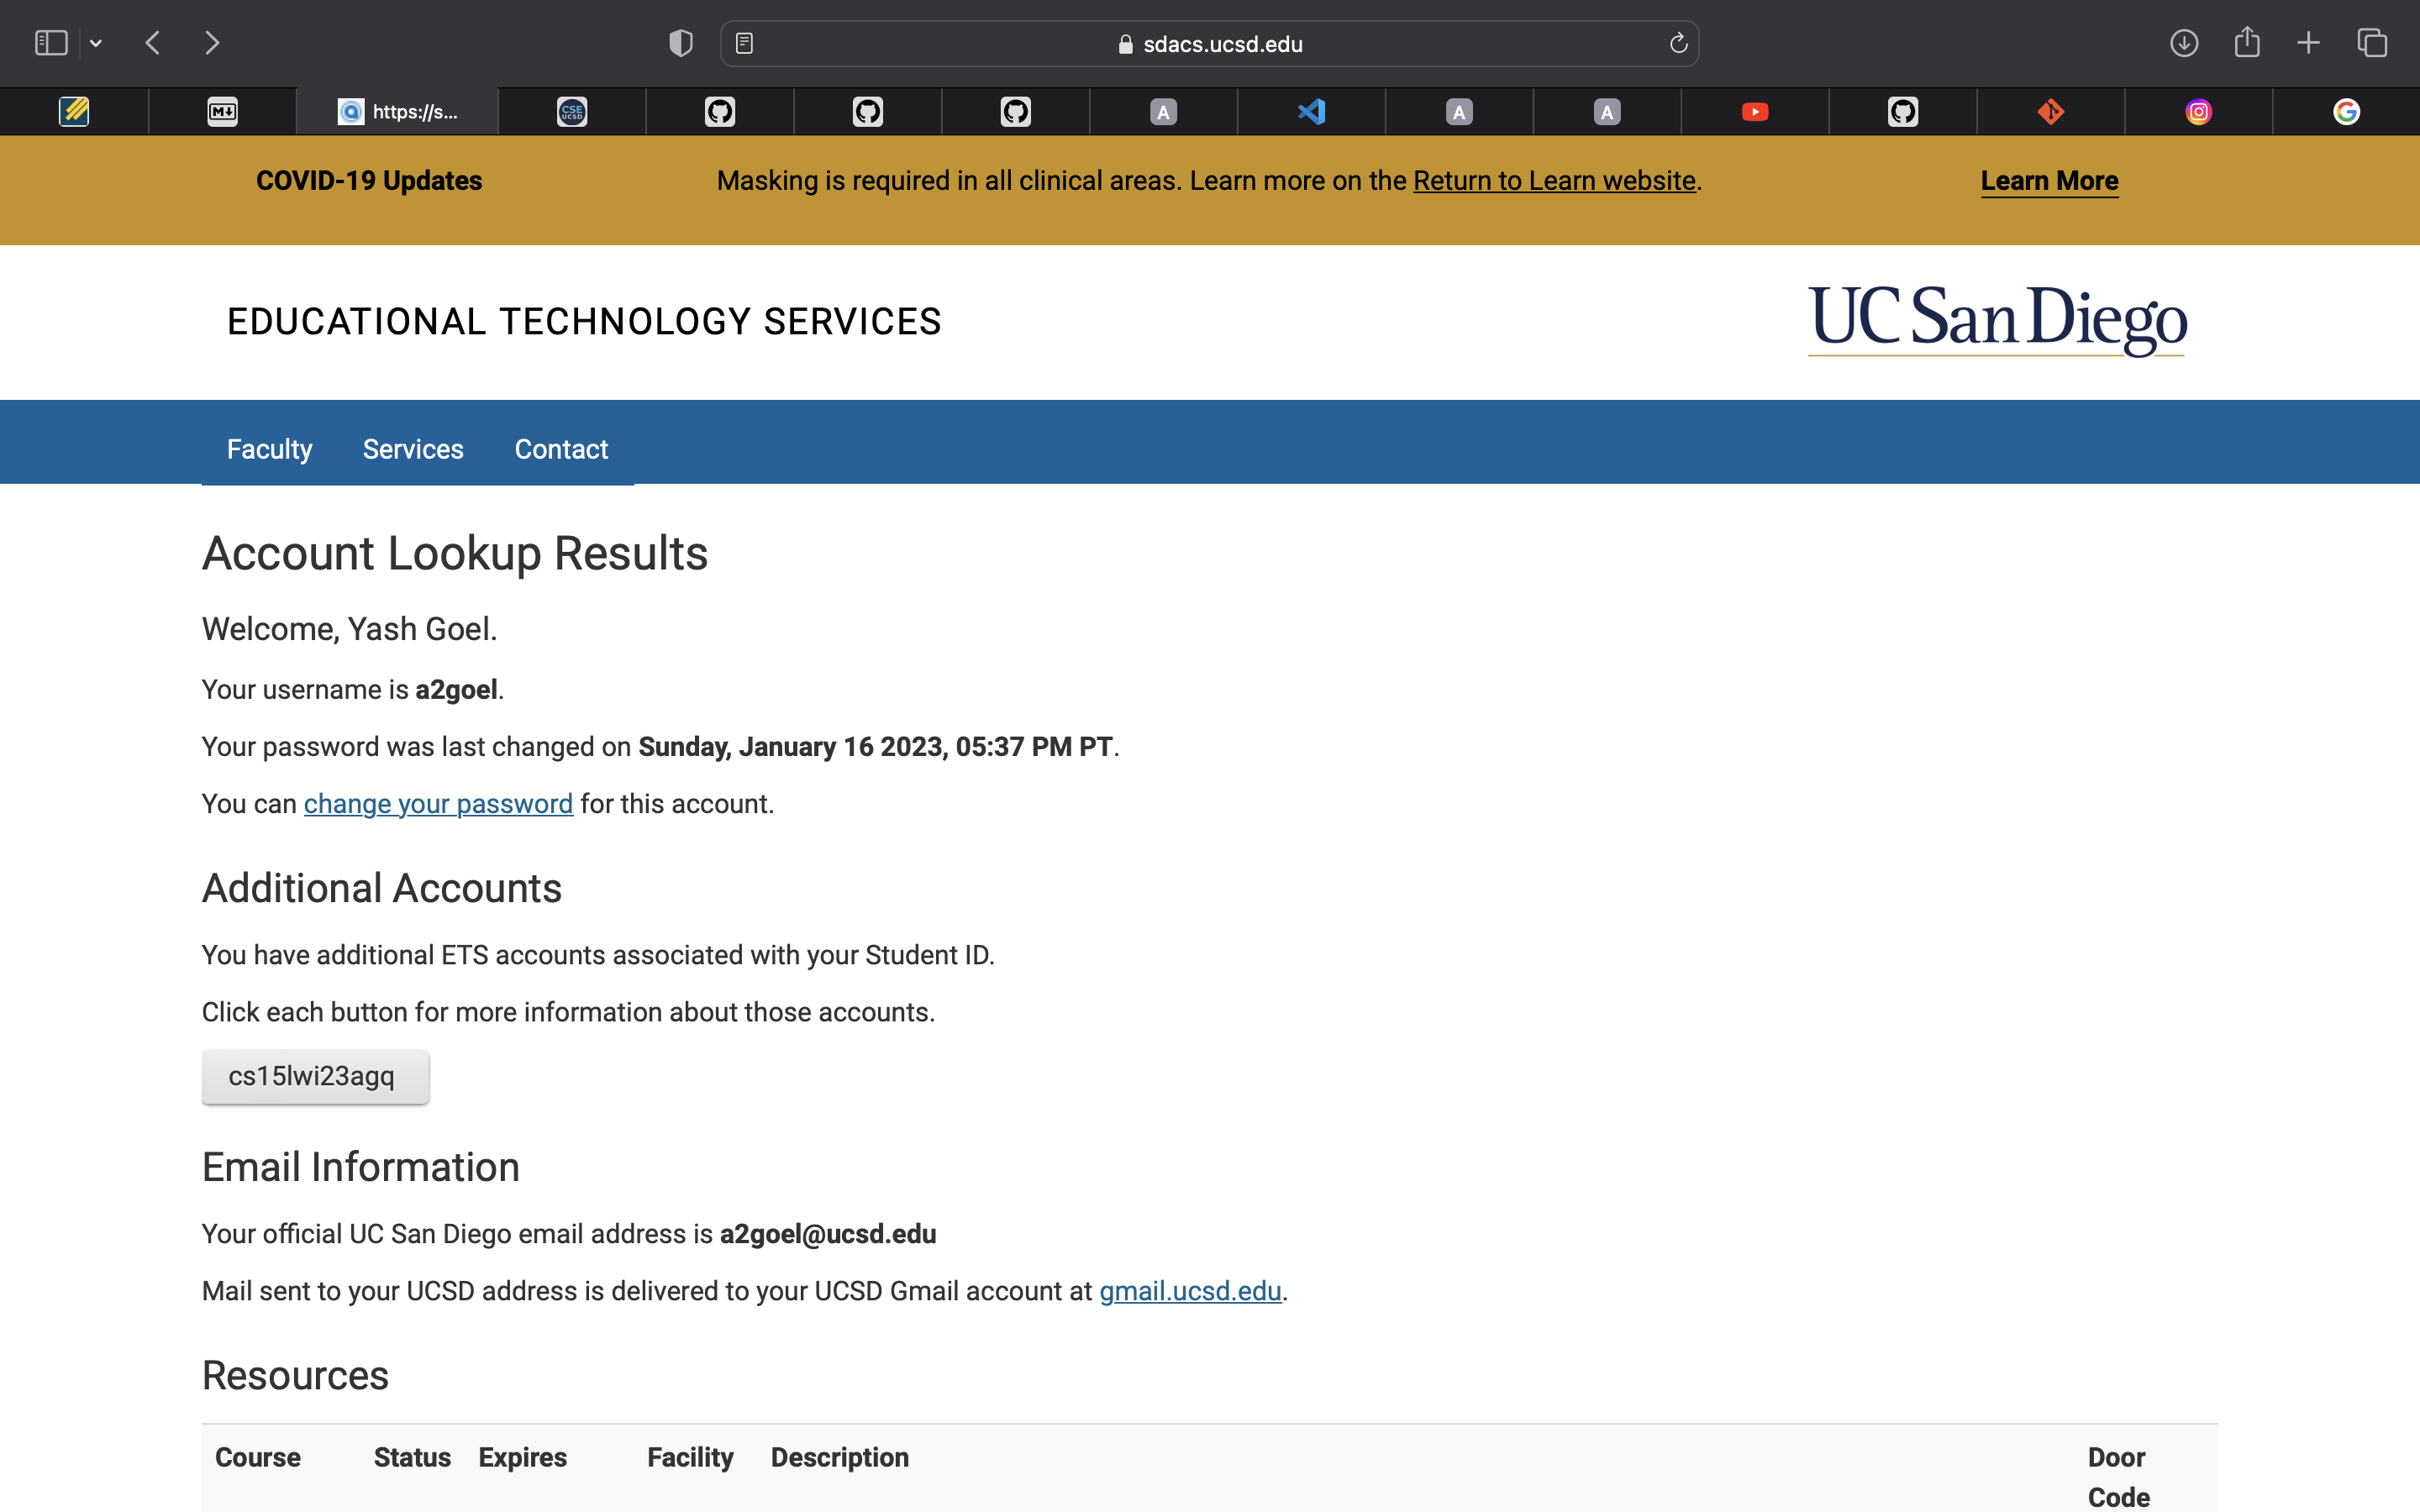 sdacs.ucsd.edu
M↓ https://s... CSE UCSD A A A
COVID-19 Updates Masking is required in all clinical areas. Learn more on the Return to Learn website. Learn More
EDUCATIONAL TECHNOLOGY SERVICES UC San Diego
Faculty Services Contact
Account Lookup Results
Welcome, Yash Goel.
Your username is a2goel.
Your password was last changed on Sunday, January 16 2023, 05:37 PM PT.
You can change your password for this account.
Additional Accounts
You have additional ETS accounts associated with your Student ID.
Click each button for more information about those accounts.
cs15lwi23agq
Email Information
Your official UC San Diego email address is a2goel@ucsd.edu
Mail sent to your UCSD address is delivered to your UCSD Gmail account at gmail.ucsd.edu.
Resources
Course Status Expires Facility Description Door
Code